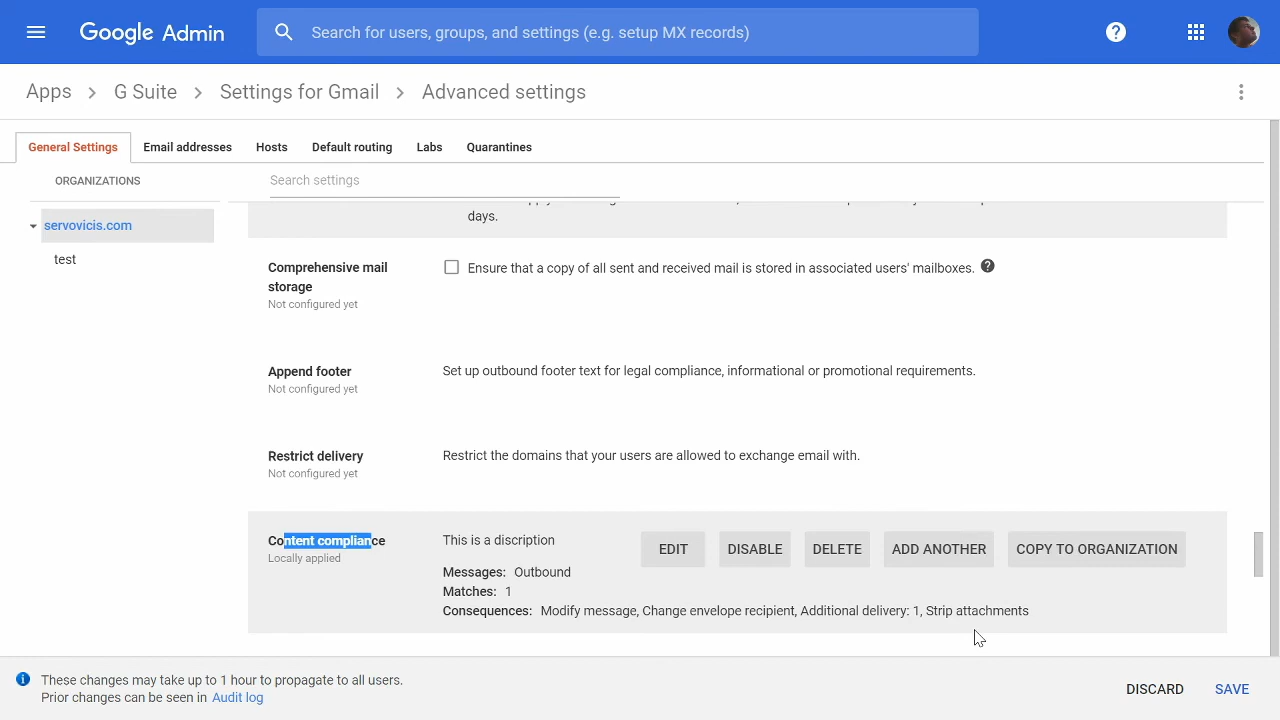 Google Admin
Search for users, groups, and settings (e.g. setup MX records)
Apps > G Suite > Settings for Gmail > Advanced settings
General Settings Email addresses Hosts Default routing Labs Quarantines
ORGANIZATIONS
Search settings
servovicis.com
test
days.
Comprehensive mail
storage
Not configured yet
Ensure that a copy of all sent and received mail is stored in associated users' mailboxes.
Append footer
Not configured yet
Set up outbound footer text for legal compliance, informational or promotional requirements.
Restrict delivery
Not configured yet
Restrict the domains that your users are allowed to exchange email with.
Content compliance
Locally applied
This is a discription
EDIT DISABLE DELETE ADD ANOTHER COPY TO ORGANIZATION
Messages: Outbound
Matches: 1
Consequences: Modify message, Change envelope recipient, Additional delivery: 1, Strip attachments
These changes may take up to 1 hour to propagate to all users.
Prior changes can be seen in Audit log
DISCARD SAVE